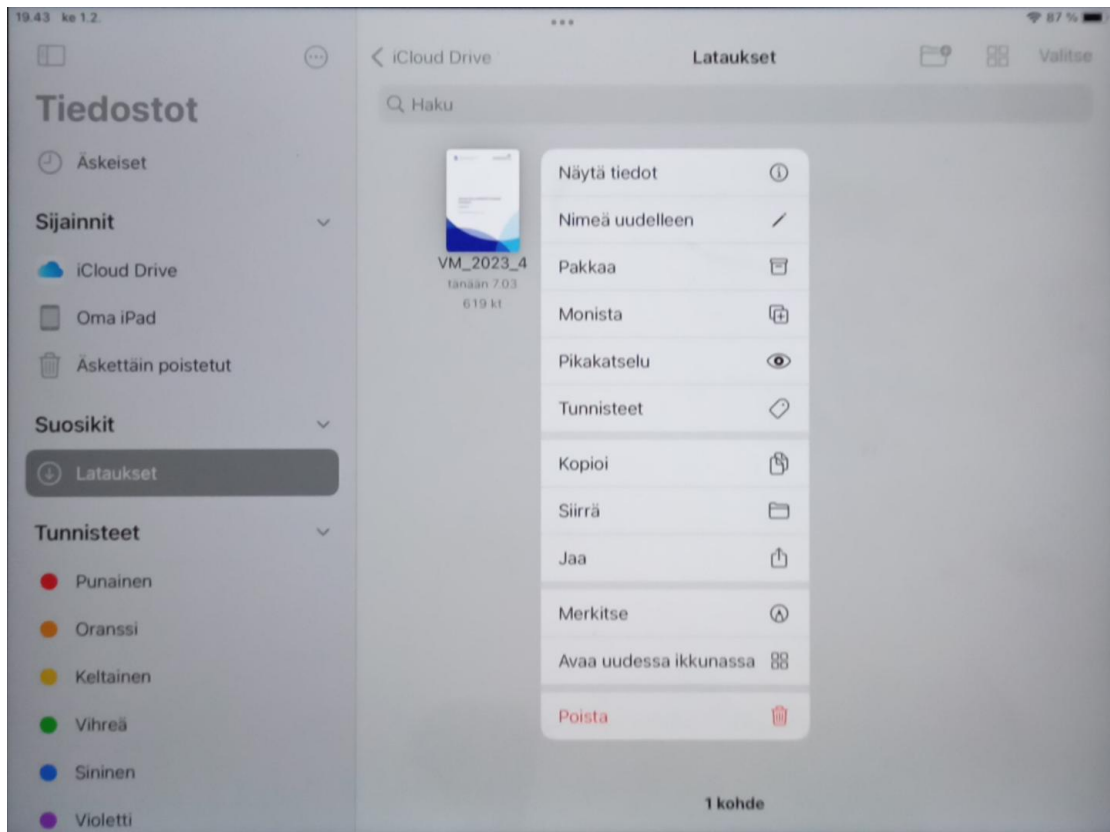 19.43 ke 1.2.
87 %
Tiedostot
Äskeiset
Sijainnit
iCloud Drive
Oma iPad
Äskettäin poistetut
Suosikit
Lataukset
Tunnisteet
Punainen
Oranssi
Keltainen
Vihreä
Sininen
Violetti
iCloud Drive
Lataukset
Valitse
Haku
VM_2023_4
tänään 7.03
619 kt
Näytä tiedot
Nimeä uudelleen
Pakkaa
Monista
Pikakatselu
Tunnisteet
Kopioi
Siirrä
Jaa
Merkitse
Avaa uudessa ikkunassa
Poista
1 kohde